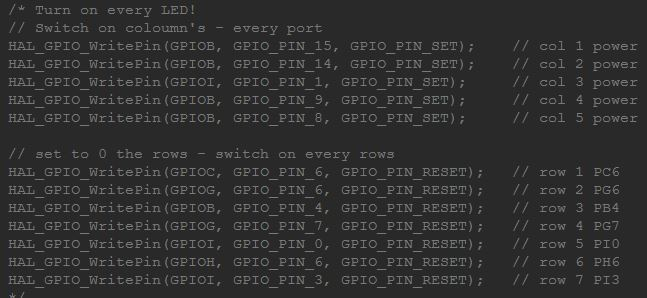 /* Turn on every LED!
// Switch on coloumn's - every port
HAL_GPIO_WritePin(GPIOB, GPIO_PIN_15, GPIO_PIN_SET);    // col 1 power
HAL_GPIO_WritePin(GPIOB, GPIO_PIN_14, GPIO_PIN_SET);    // col 2 power
HAL_GPIO_WritePin(GPIOI, GPIO_PIN_1, GPIO_PIN_SET);     // col 3 power
HAL_GPIO_WritePin(GPIOB, GPIO_PIN_9, GPIO_PIN_SET);     // col 4 power
HAL_GPIO_WritePin(GPIOB, GPIO_PIN_8, GPIO_PIN_SET);     // col 5 power

// set to 0 the rows - switch on every rows
HAL_GPIO_WritePin(GPIOC, GPIO_PIN_6, GPIO_PIN_RESET);   // row 1 PC6
HAL_GPIO_WritePin(GPIOG, GPIO_PIN_6, GPIO_PIN_RESET);   // row 2 PG6
HAL_GPIO_WritePin(GPIOB, GPIO_PIN_4, GPIO_PIN_RESET);   // row 3 PB4
HAL_GPIO_WritePin(GPIOG, GPIO_PIN_7, GPIO_PIN_RESET);   // row 4 PG7
HAL_GPIO_WritePin(GPIOI, GPIO_PIN_0, GPIO_PIN_RESET);   // row 5 PI0
HAL_GPIO_WritePin(GPIOH, GPIO_PIN_6, GPIO_PIN_RESET);   // row 6 PH6
HAL_GPIO_WritePin(GPIOI, GPIO_PIN_3, GPIO_PIN_RESET);   // row 7 PI3
*/